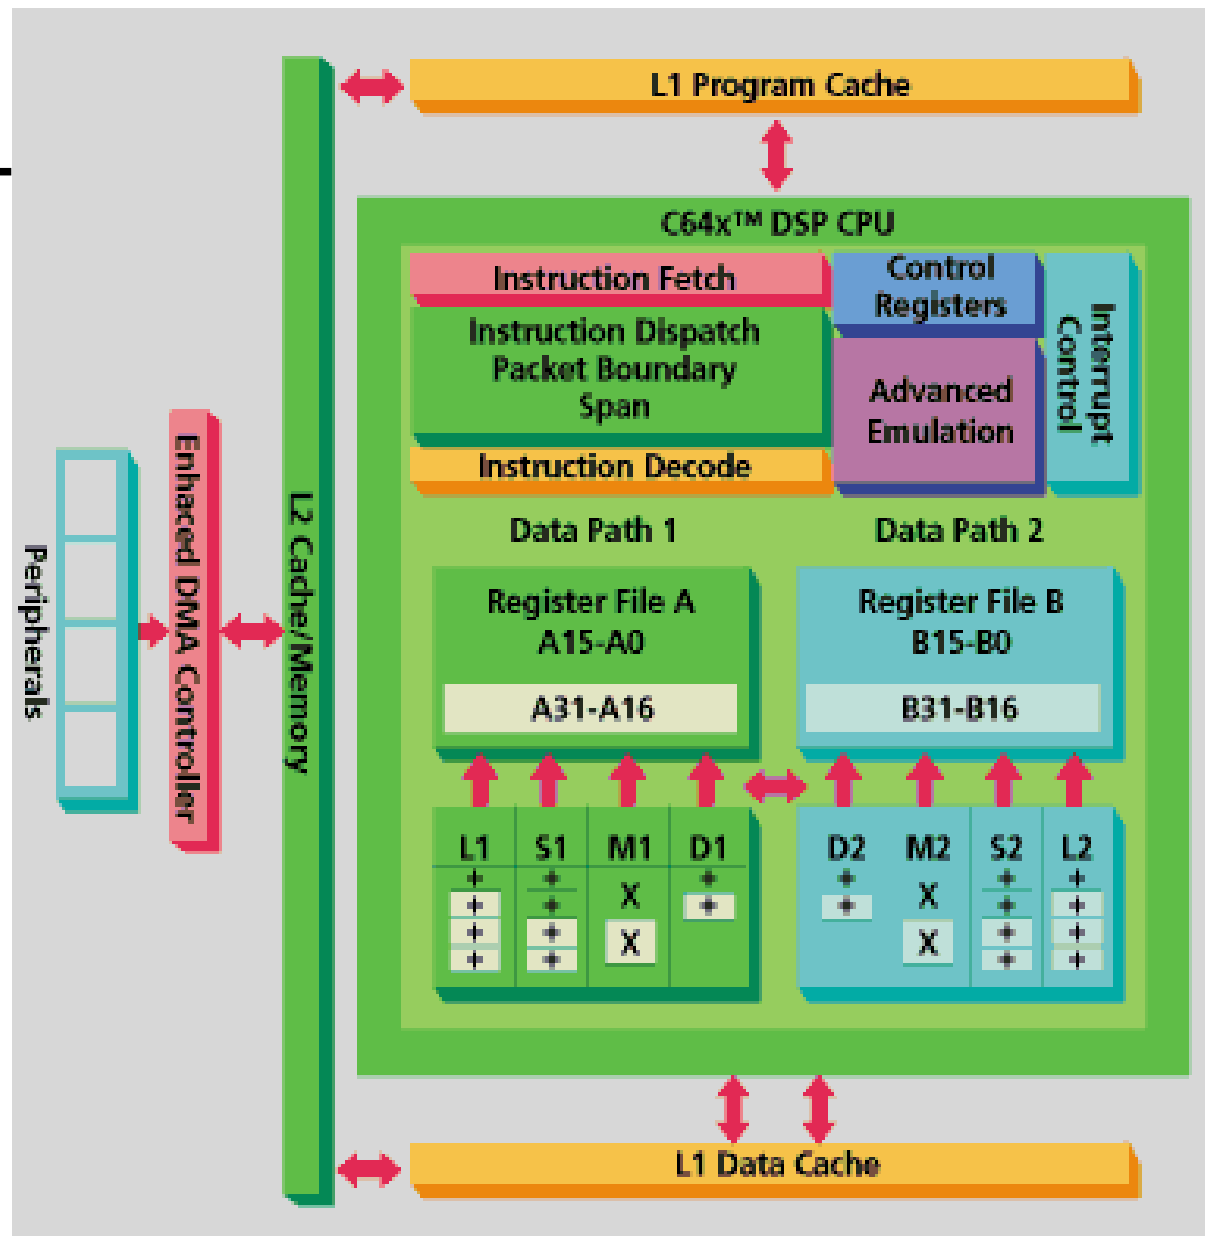 L1 Program Cache
C64x™ DSP CPU
Instruction Fetch
Control
Registers
Interrupt
Control
Instruction Dispatch
Packet Boundary
Span
Advanced
Emulation
Instruction Decode
Peripherals
Enhaced DMA Controller
L2 Cache/Memory
Data Path 1
Data Path 2
Register File A
A15-A0
A31-A16
Register File B
B15-B0
B31-B16
L1 S1 M1 D1
+ + X +
+ + +
+ + X
+ +
D2 M2 S2 L2
+ X + +
+ + +
X + +
+ +
L1 Data Cache